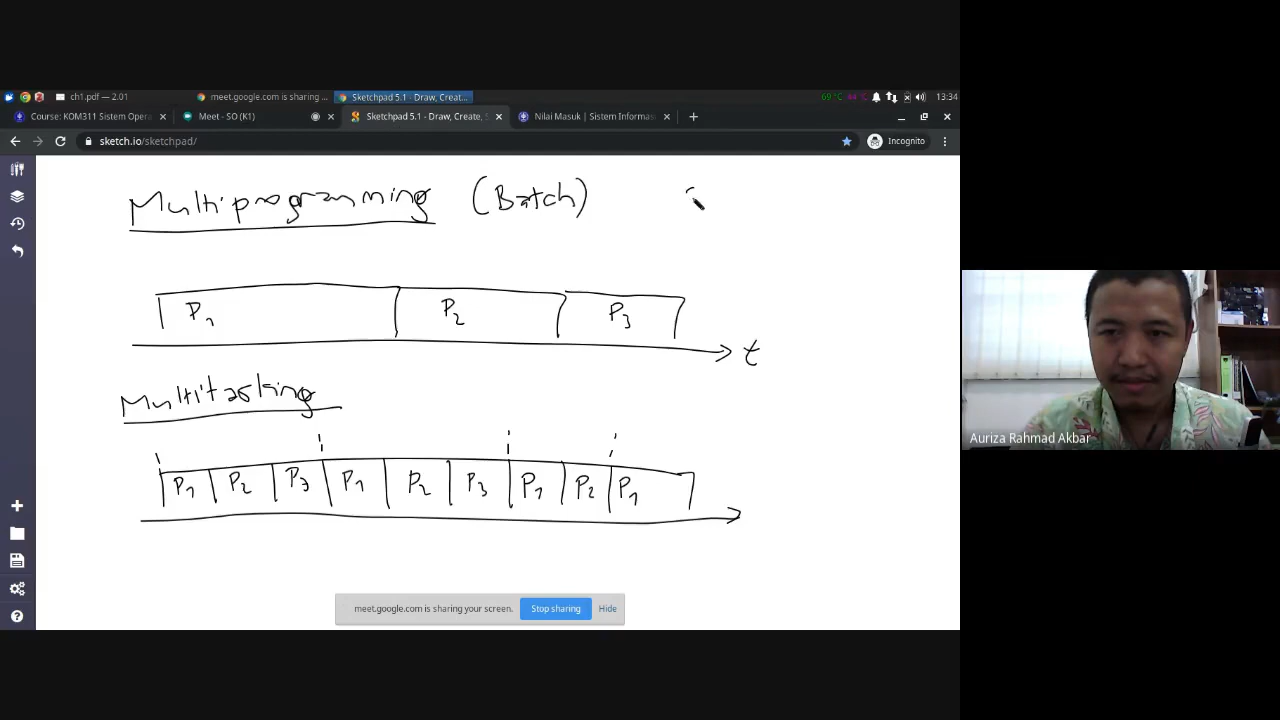 ch1.pdf — 2.01
meet.google.com is sharing ...
Sketchpad 5.1 - Draw, Creat...
69°C
13:34
Course: KOM311 Sistem Opera
Meet - SO (K1)
Sketchpad 5.1 - Draw, Create, S
Nilai Masuk | Sistem Informas
sketch.io/sketchpad/
Incognito
Multiprogramming (Batch)
P1 P2 P3
t
Multitasking
P1 P2 P3 P1 P2 P3 P1 P2 P1
Auriza Rahmad Akbar
meet.google.com is sharing your screen. Stop sharing Hide